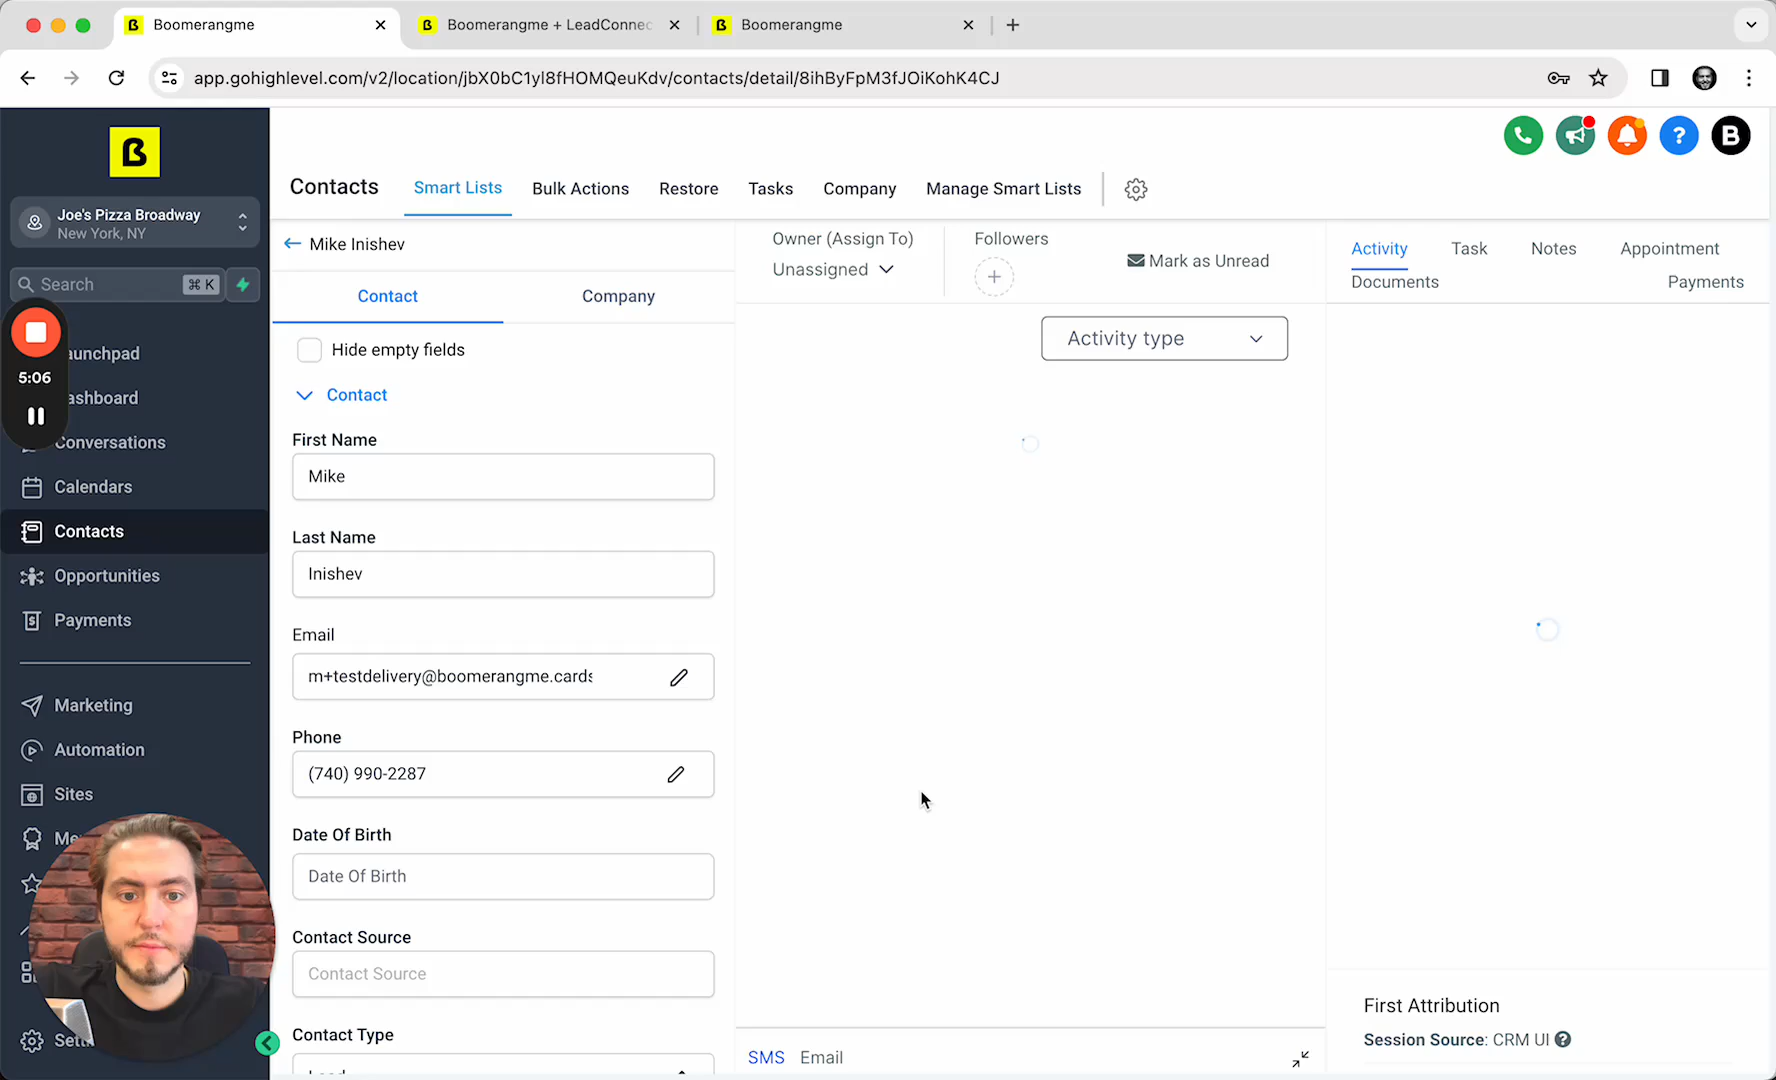 Boomerangme
Boomerangme + LeadConnec
Boomerangme
app.gohighlevel.com/v2/location/jbX0bC1yl8fHOMQeuKdv/contacts/detail/8ihByFpM3fJOiKohK4CJ
Joe's Pizza Broadway
New York, NY
Search
⌘ K
5:06
aunchpad
ashboard
Conversations
Calendars
Contacts
Opportunities
Payments
Marketing
Automation
Sites
Me
Contacts
Smart Lists
Bulk Actions
Restore
Tasks
Company
Manage Smart Lists
Mike Inishev
Contact
Company
Hide empty fields
Contact
First Name
Mike
Last Name
Inishev
Email
m+testdelivery@boomerangme.cards
Phone
(740) 990-2287
Date Of Birth
Date Of Birth
Contact Source
Contact Source
Contact Type
Owner (Assign To)
Unassigned
Followers
Mark as Unread
Activity type
SMS
Email
Activity
Task
Notes
Appointment
Documents
Payments
First Attribution
Session Source: CRM UI